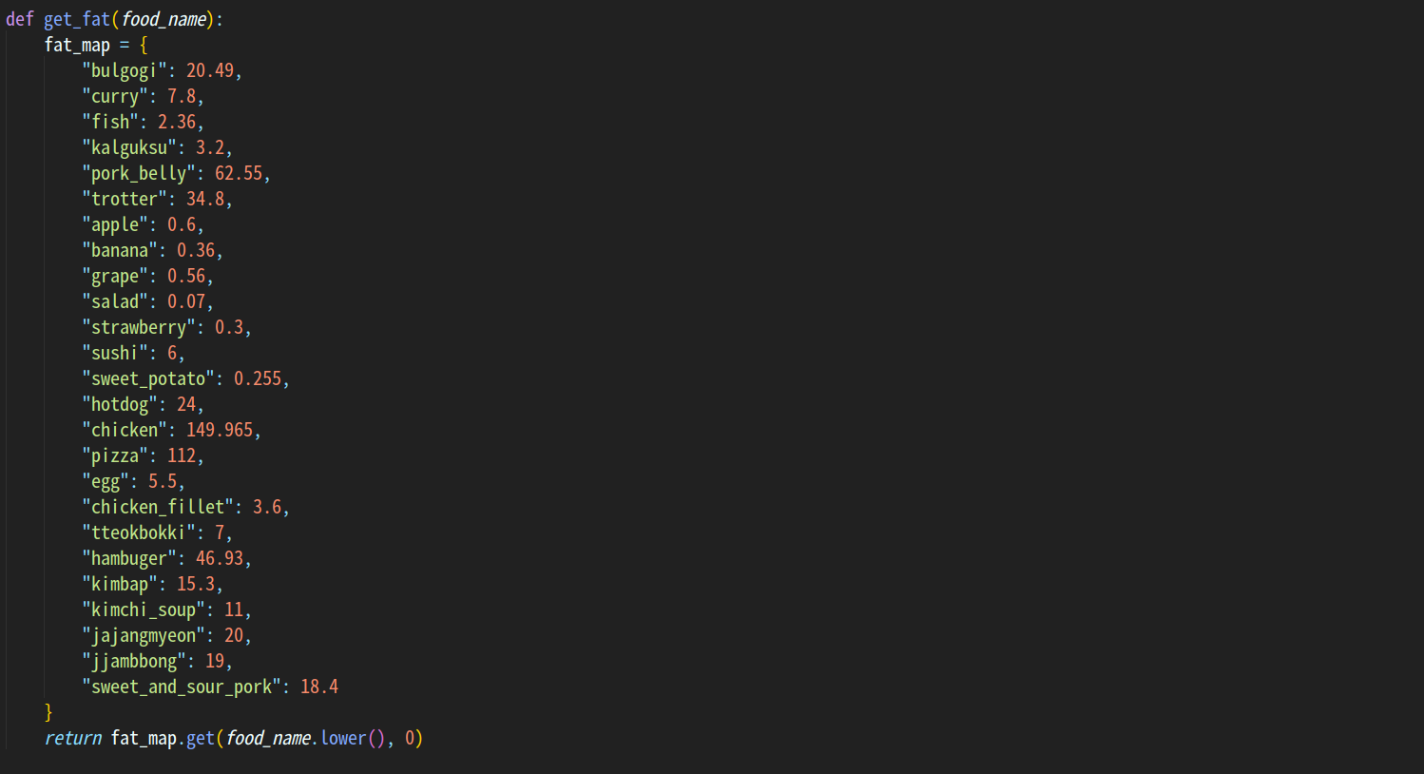 def get_fat(food_name):
    fat_map = {
        "bulgogi": 20.49,
        "curry": 7.8,
        "fish": 2.36,
        "kalguksu": 3.2,
        "pork_belly": 62.55,
        "trotter": 34.8,
        "apple": 0.6,
        "banana": 0.36,
        "grape": 0.56,
        "salad": 0.07,
        "strawberry": 0.3,
        "sushi": 6,
        "sweet_potato": 0.255,
        "hotdog": 24,
        "chicken": 149.965,
        "pizza": 112,
        "egg": 5.5,
        "chicken_fillet": 3.6,
        "tteokbokki": 7,
        "hambuger": 46.93,
        "kimbap": 15.3,
        "kimchi_soup": 11,
        "jajangmyeon": 20,
        "jjambbong": 19,
        "sweet_and_sour_pork": 18.4
    }
    return fat_map.get(food_name.lower(), 0)